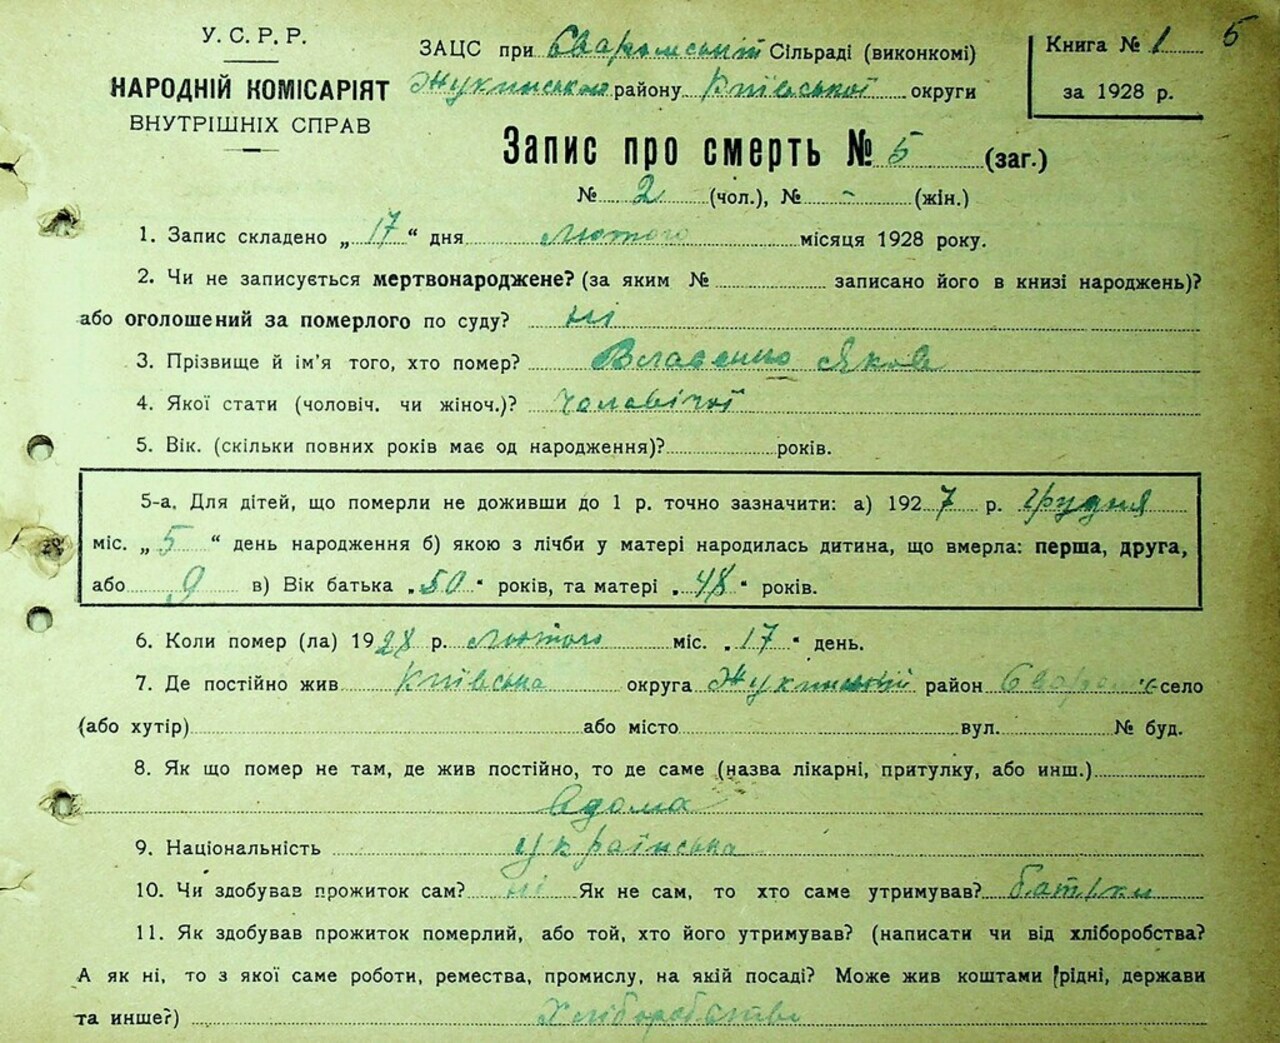 У. С. Р. Р.
НАРОДНІЙ КОМІСАРІЯТ
ВНУТРІШНІХ СПРАВ
ЗАЦС при Сваромській Сільраді (виконкомі)
Жукинського району Київської округи
Книга № 1
за 1928 р.
5
Запис про смерть № 5 (заг.)
№ 2 (чол.), № - (жін.)
1. Запис складено „ 17 “ дня лютого місяця 1928 року.
2. Чи не записується мертвонароджене? (за яким № записано його в книзі народжень)?
або оголошений за померлого по суду? ні
3. Прізвище й ім'я того, хто помер? Власенко Яков
4. Якої стати (чоловіч. чи жіноч.)? чоловічої
5. Вік. (скільки повних років має од народження)? років.
5-а. Для дітей, що померли не доживши до 1 р. точно зазначити: а) 1927 р. грудня
міс. „ 5 “ день народження б) якою з лічби у матері народилась дитина, що вмерла: перша, друга,
або 9 в) Вік батька „50“ років, та матері „48“ років.
6. Коли помер (ла) 1928 р. лютого міс. „17“ день.
7. Де постійно жив Київська округа Жукинський район село
(або хутір) або місто вул. № буд.
8. Як що помер не там, де жив постійно, то де саме (назва лікарні, притулку, або инш.)
вдома
9. Національність українська
10. Чи здобував прожиток сам? ні Як не сам, то хто саме утримував? батьки
11. Як здобував прожиток померлий, або той, хто його утримував? (написати чи від хліборобства?
А як ні, то з якої саме роботи, ремества, промислу, на якій посаді? Може жив коштами рідні, держави
та инше?) Хліборобства